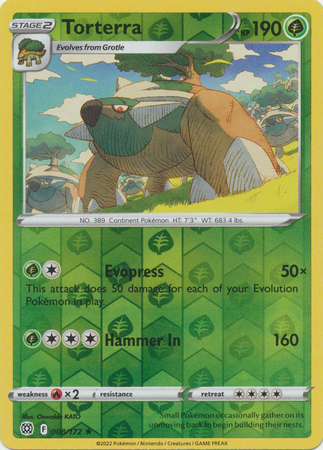 STAGE 2
Torterra
HP 190
Evolves from Grotle
NO. 389 Continent Pokémon HT: 7'3" WT: 683.4 lbs.
Evopress 50×
This attack does 50 damage for each of your Evolution
Pokémon in play.
Hammer In 160
weakness ×2 resistance retreat
Illus. Oswaldo KATO
F 008/172 ★
Small Pokémon occasionally gather on its
unmoving back to begin building their nests.
©2022 Pokémon / Nintendo / Creatures / GAME FREAK